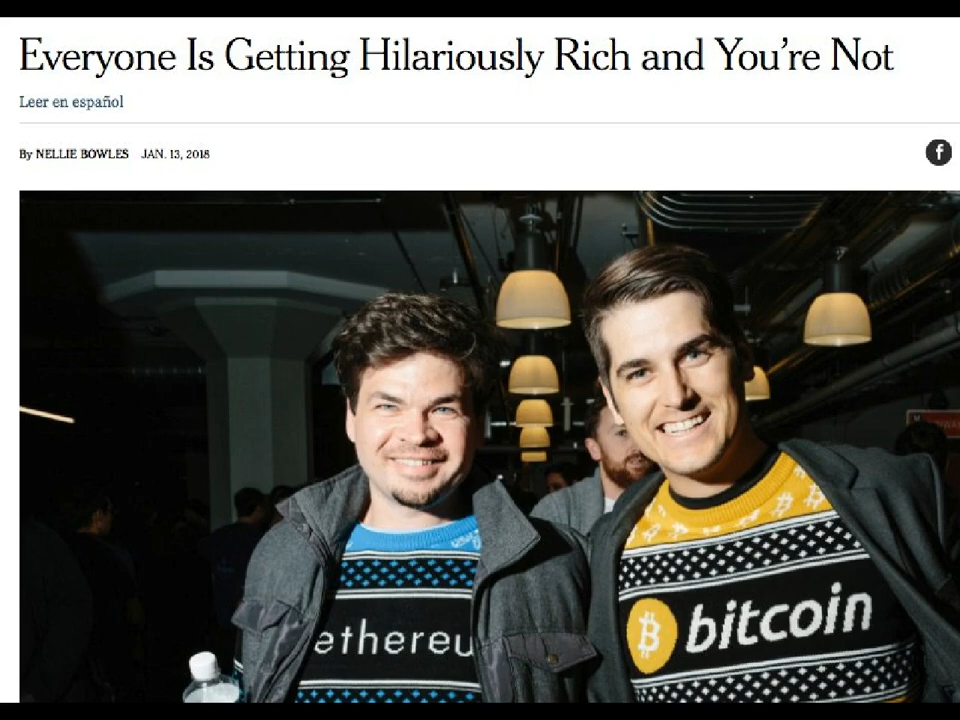 Everyone Is Getting Hilariously Rich and You're Not
Leer en español
By NELLIE BOWLES JAN. 13, 2018
f
ethereu
bitcoin